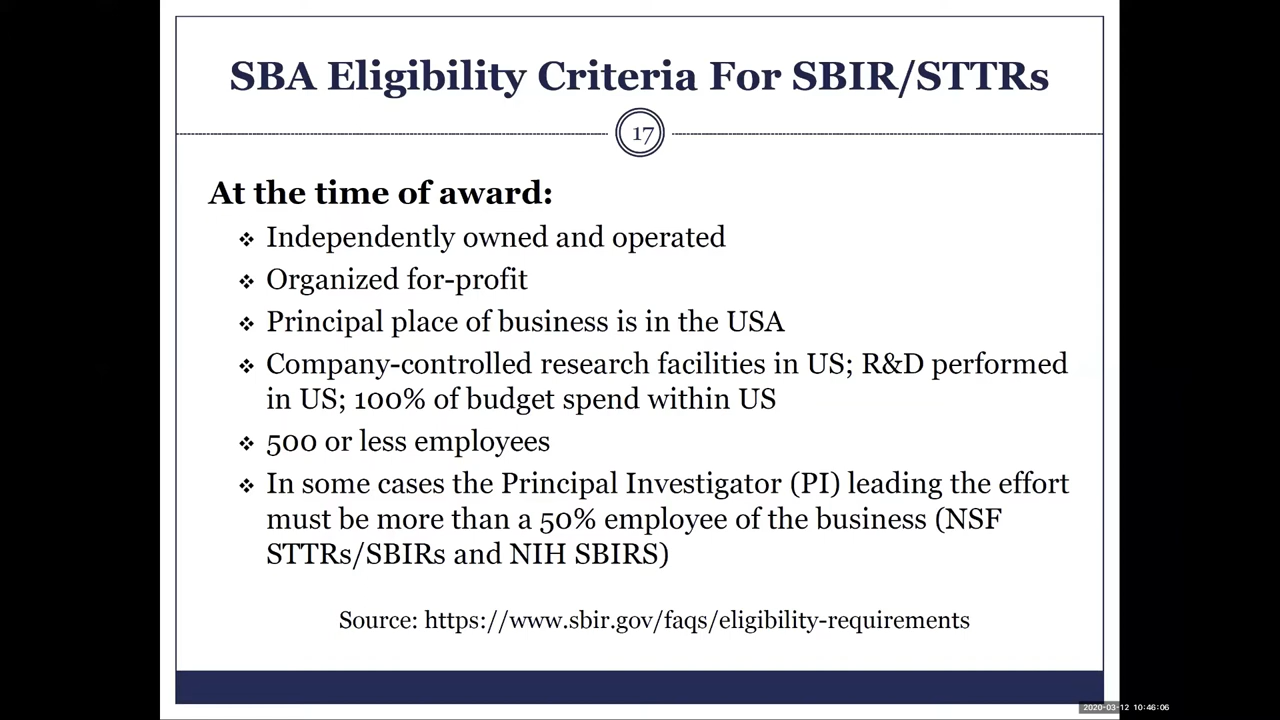 SBA Eligibility Criteria For SBIR/STTRs
17
At the time of award:
❖ Independently owned and operated
❖ Organized for-profit
❖ Principal place of business is in the USA
❖ Company-controlled research facilities in US; R&D performed
in US; 100% of budget spend within US
❖ 500 or less employees
❖ In some cases the Principal Investigator (PI) leading the effort
must be more than a 50% employee of the business (NSF
STTRs/SBIRs and NIH SBIRS)
Source: https://www.sbir.gov/faqs/eligibility-requirements
2020-03-12 10:46:06